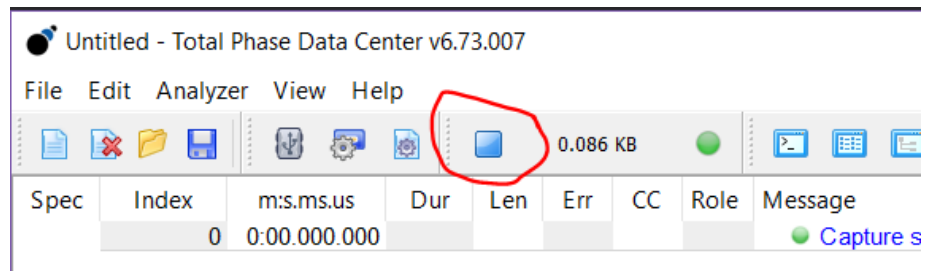 Untitled - Total Phase Data Center v6.73.007
File Edit Analyzer View Help
0.086 KB
Spec Index m:s.ms.us Dur Len Err CC Role Message
0 0:00.000.000 Capture s